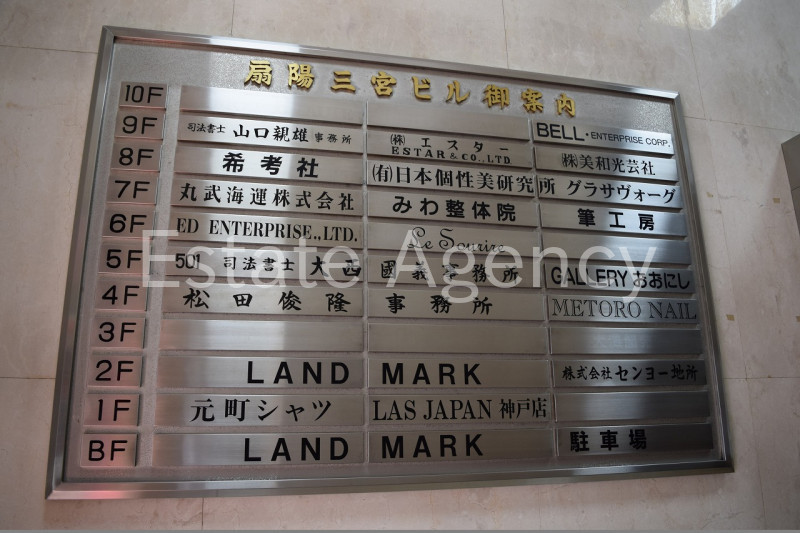 扇陽三宮ビル御案内
10F
9F 司法書士 山口親雄 事務所 ㈱エスター ESTAR & CO., LTD BELL・ENTERPRISE CORP.
8F 希考社 ㈱美和光芸社
7F 丸武海運株式会社 ㈲日本個性美研究所 グラサヴォーグ
6F ED ENTERPRISE.,LTD. みわ整体院 筆工房
5F 501 司法書士 大西國義事務所 Le Sourire GALLERY おおにし
4F 松田俊隆 事務所 METORO NAIL
3F
2F LAND MARK 株式会社センヨー地所
1F 元町シャツ LAS JAPAN 神戸店
BF LAND MARK 駐車場
Estate Agency